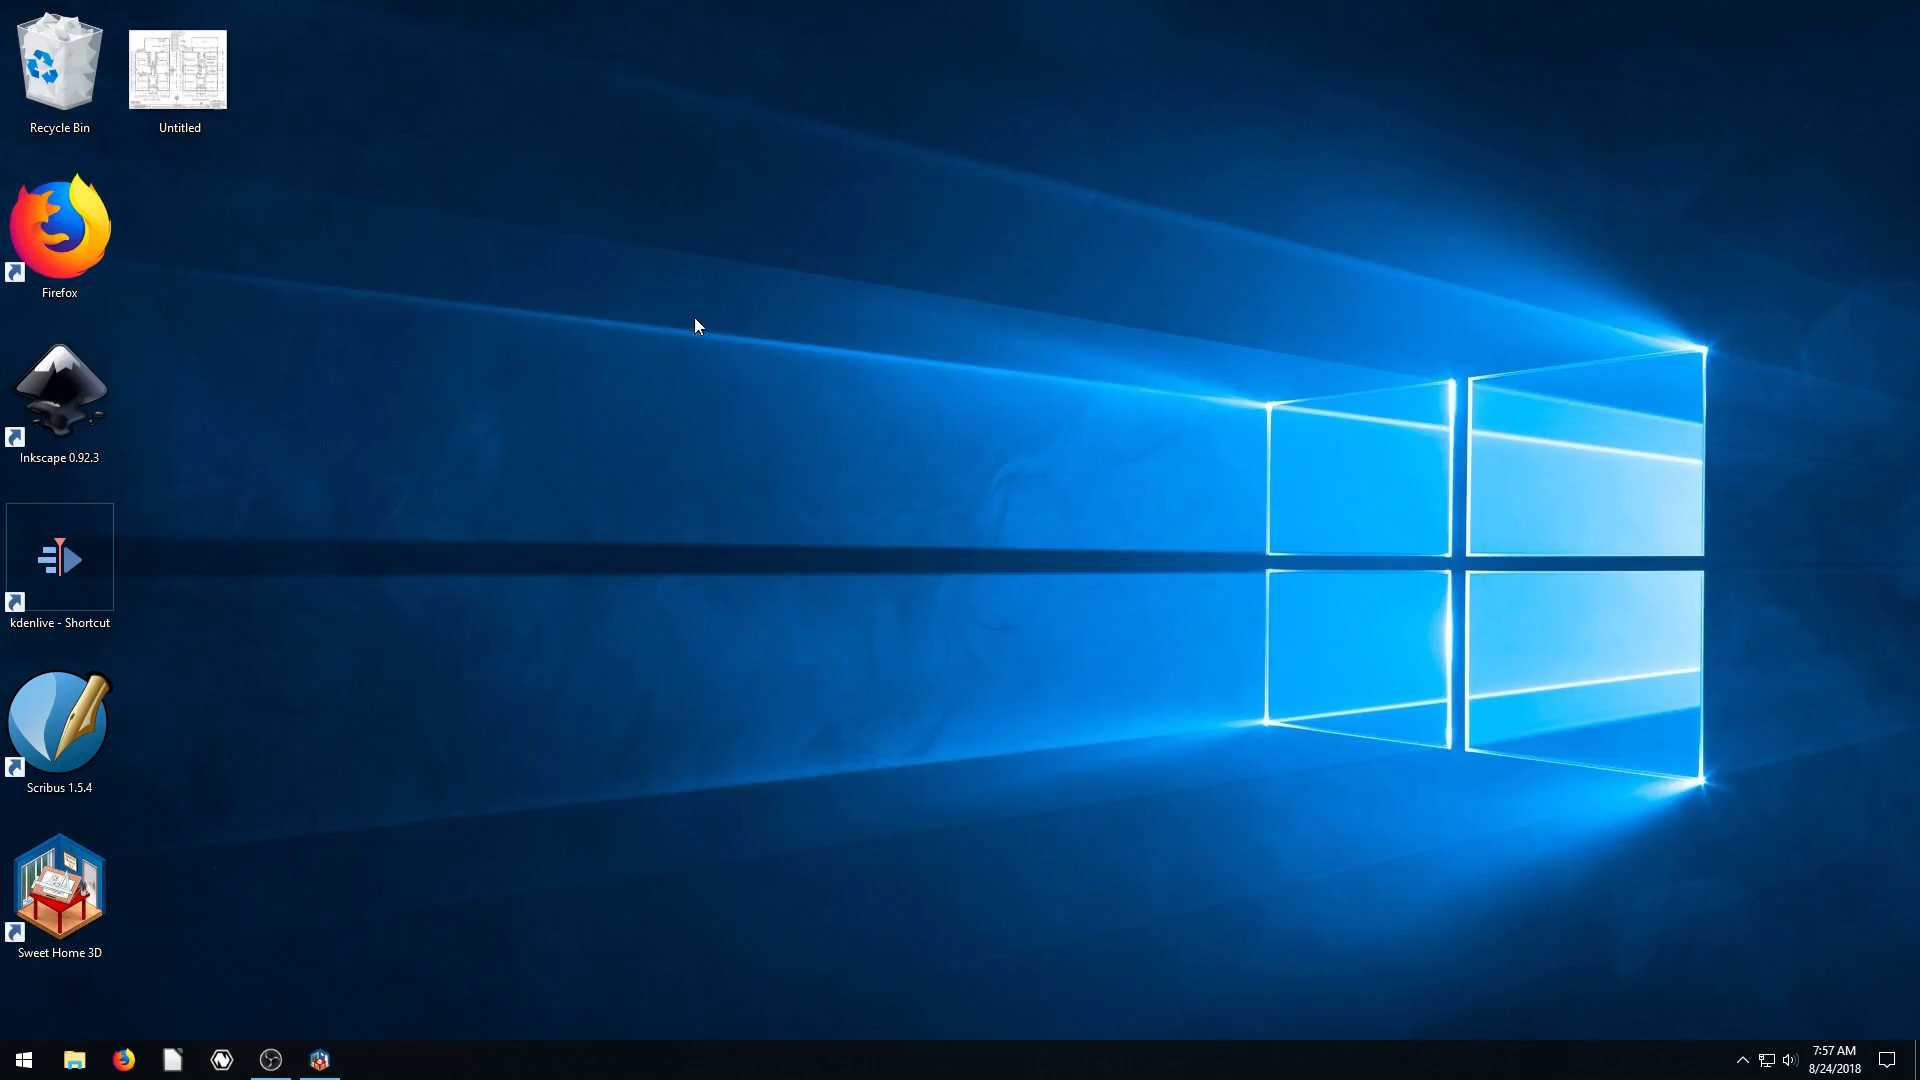 Recycle Bin
Untitled
Firefox
Inkscape 0.92.3
kdenlive - Shortcut
Scribus 1.5.4
Sweet Home 3D
7:57 AM
8/24/2018